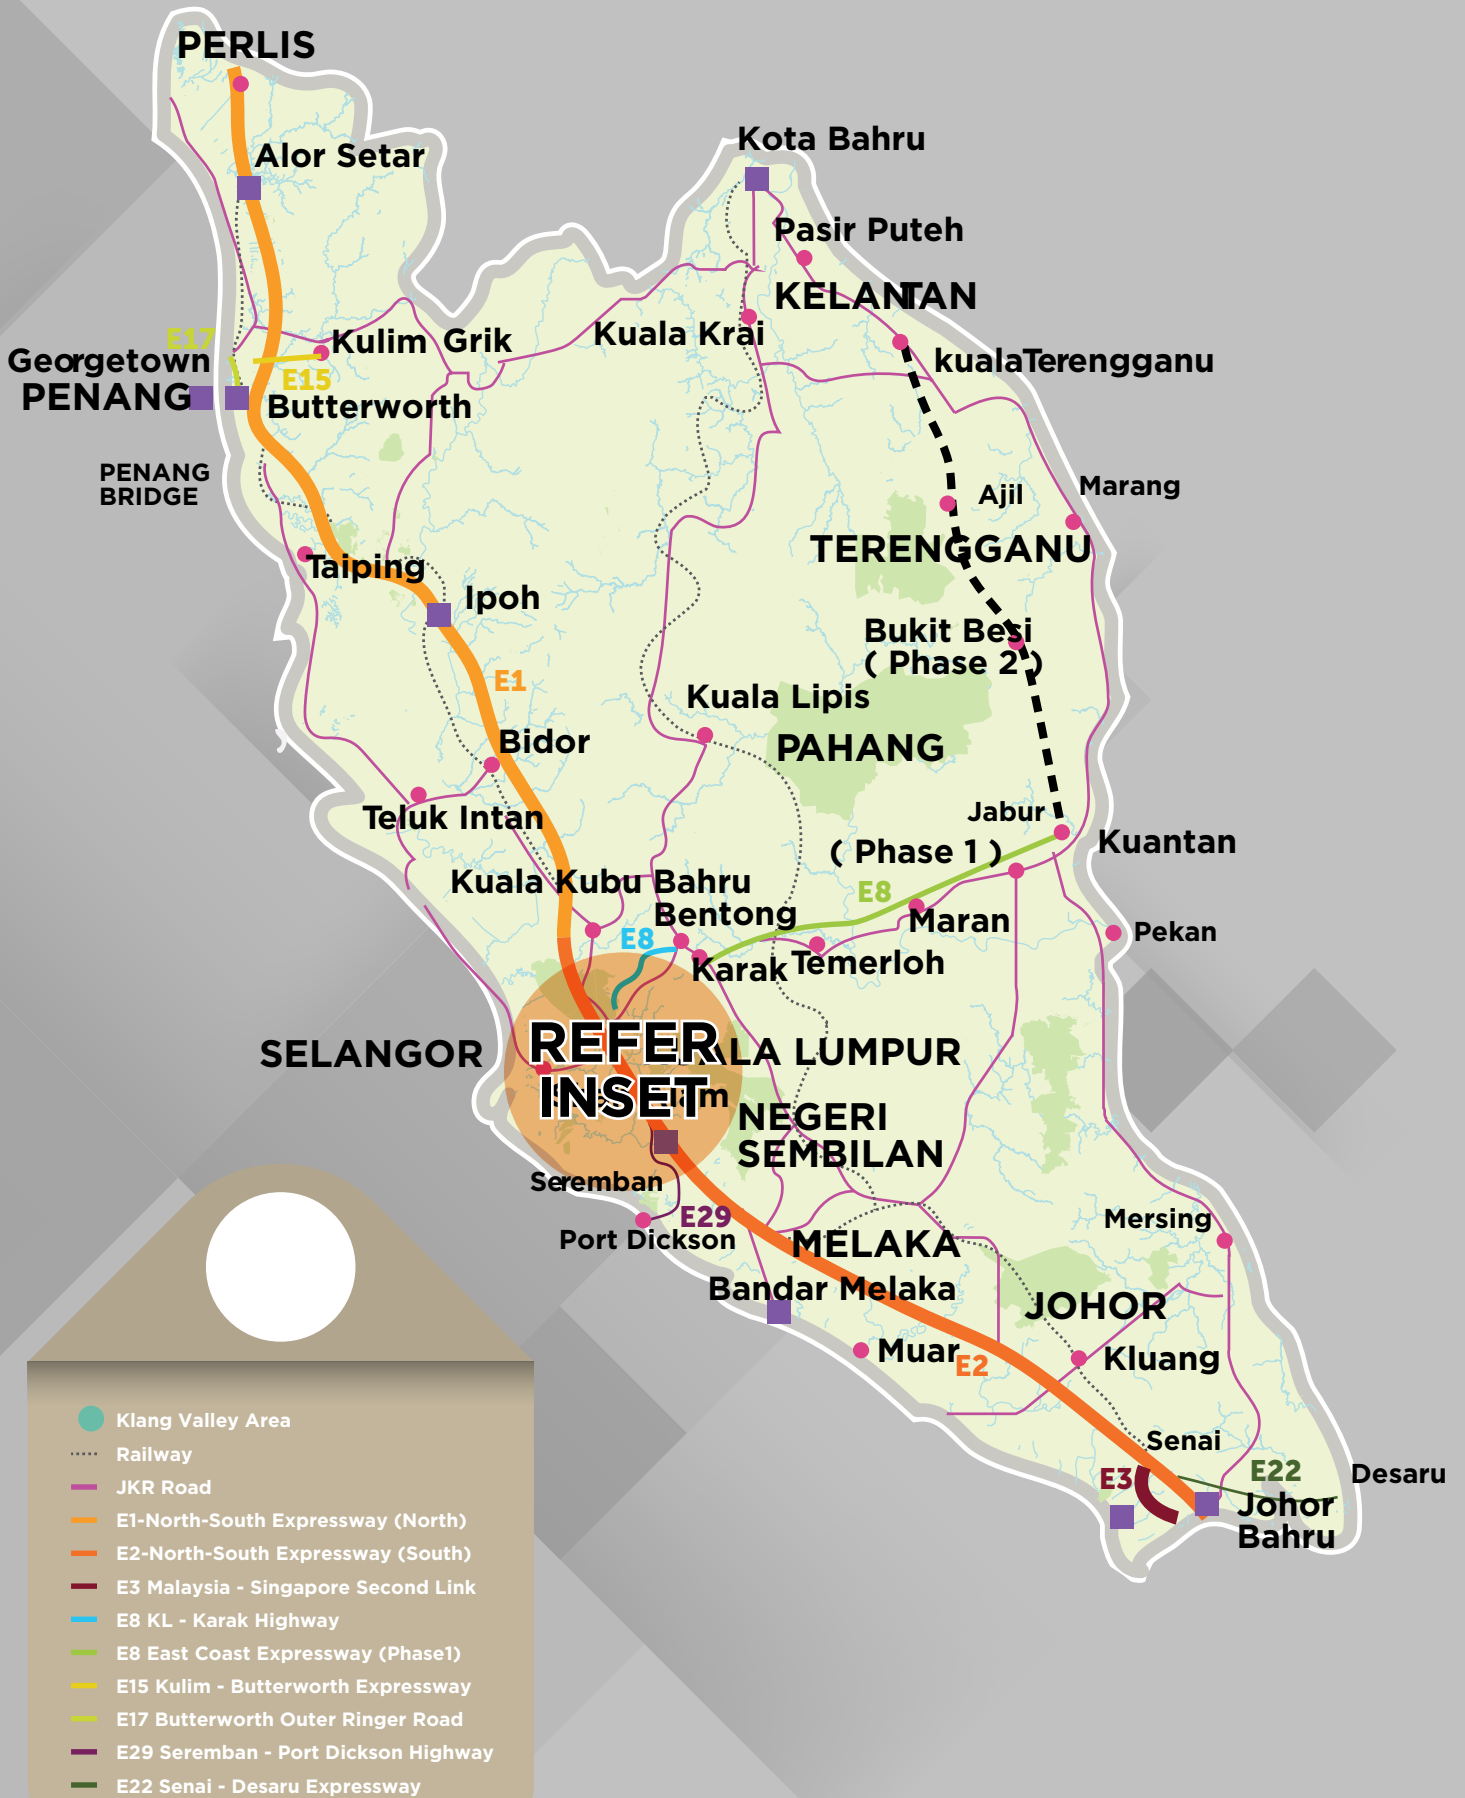 PERLIS
Kota Bahru
Alor Setar
Pasir Puteh
KELANTAN
E17
Kulim
Grik
Kuala Krai
Georgetown
kualaTerengganu
E15
PENANG
Butterworth
PENANG
BRIDGE
Marang
Ajil
TERENGGANU
Taiping
Ipoh
Bukit Besi
( Phase 2 )
E1
Kuala Lipis
Bidor
PAHANG
Jabur
Teluk Intan
Kuantan
( Phase 1 )
Kuala Kubu Bahru
E8
Bentong
Maran
E8
Pekan
Karak
Temerloh
REFER
INSET
SELANGOR
LUMPUR
NEGERI
SEMBILAN
Seremban
E29
Port Dickson
Mersing
MELAKA
Bandar Melaka
JOHOR
Muar
E2
Kluang
Senai
E3
E22
Desaru
Johor
Bahru
Klang Valley Area
Railway
JKR Road
E1-North-South Expressway (North)
E2-North-South Expressway (South)
E3 Malaysia - Singapore Second Link
E8 KL - Karak Highway
E8 East Coast Expressway (Phase1)
E15 Kulim - Butterworth Expressway
E17 Butterworth Outer Ringer Road
E29 Seremban - Port Dickson Highway
E22 Senai - Desaru Expressway